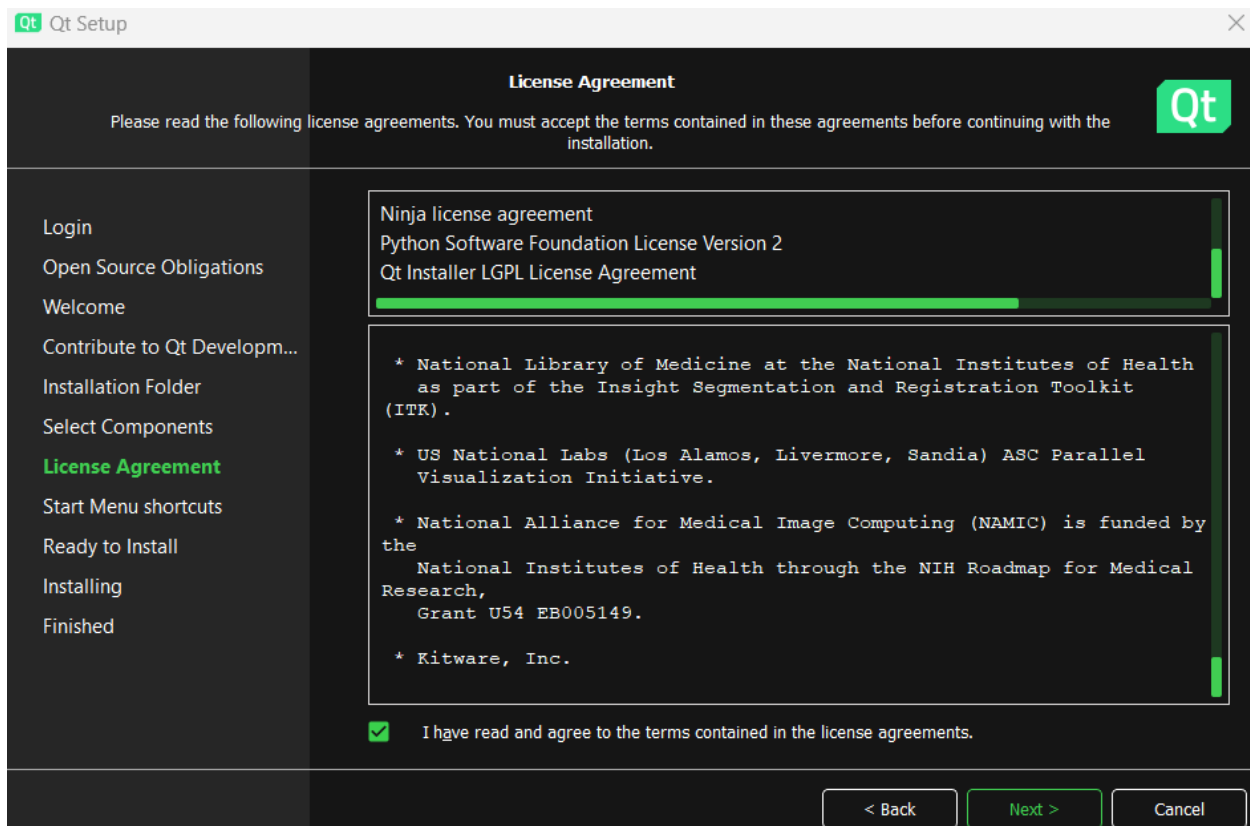 Qt Qt Setup
License Agreement
Please read the following license agreements. You must accept the terms contained in these agreements before continuing with the
installation.
Qt
Login
Open Source Obligations
Welcome
Contribute to Qt Developm...
Installation Folder
Select Components
License Agreement
Start Menu shortcuts
Ready to Install
Installing
Finished
Ninja license agreement
Python Software Foundation License Version 2
Qt Installer LGPL License Agreement
* National Library of Medicine at the National Institutes of Health
as part of the Insight Segmentation and Registration Toolkit
(ITK).
* US National Labs (Los Alamos, Livermore, Sandia) ASC Parallel
Visualization Initiative.
* National Alliance for Medical Image Computing (NAMIC) is funded by
the
National Institutes of Health through the NIH Roadmap for Medical
Research,
Grant U54 EB005149.
* Kitware, Inc.
I have read and agree to the terms contained in the license agreements.
< Back
Next >
Cancel